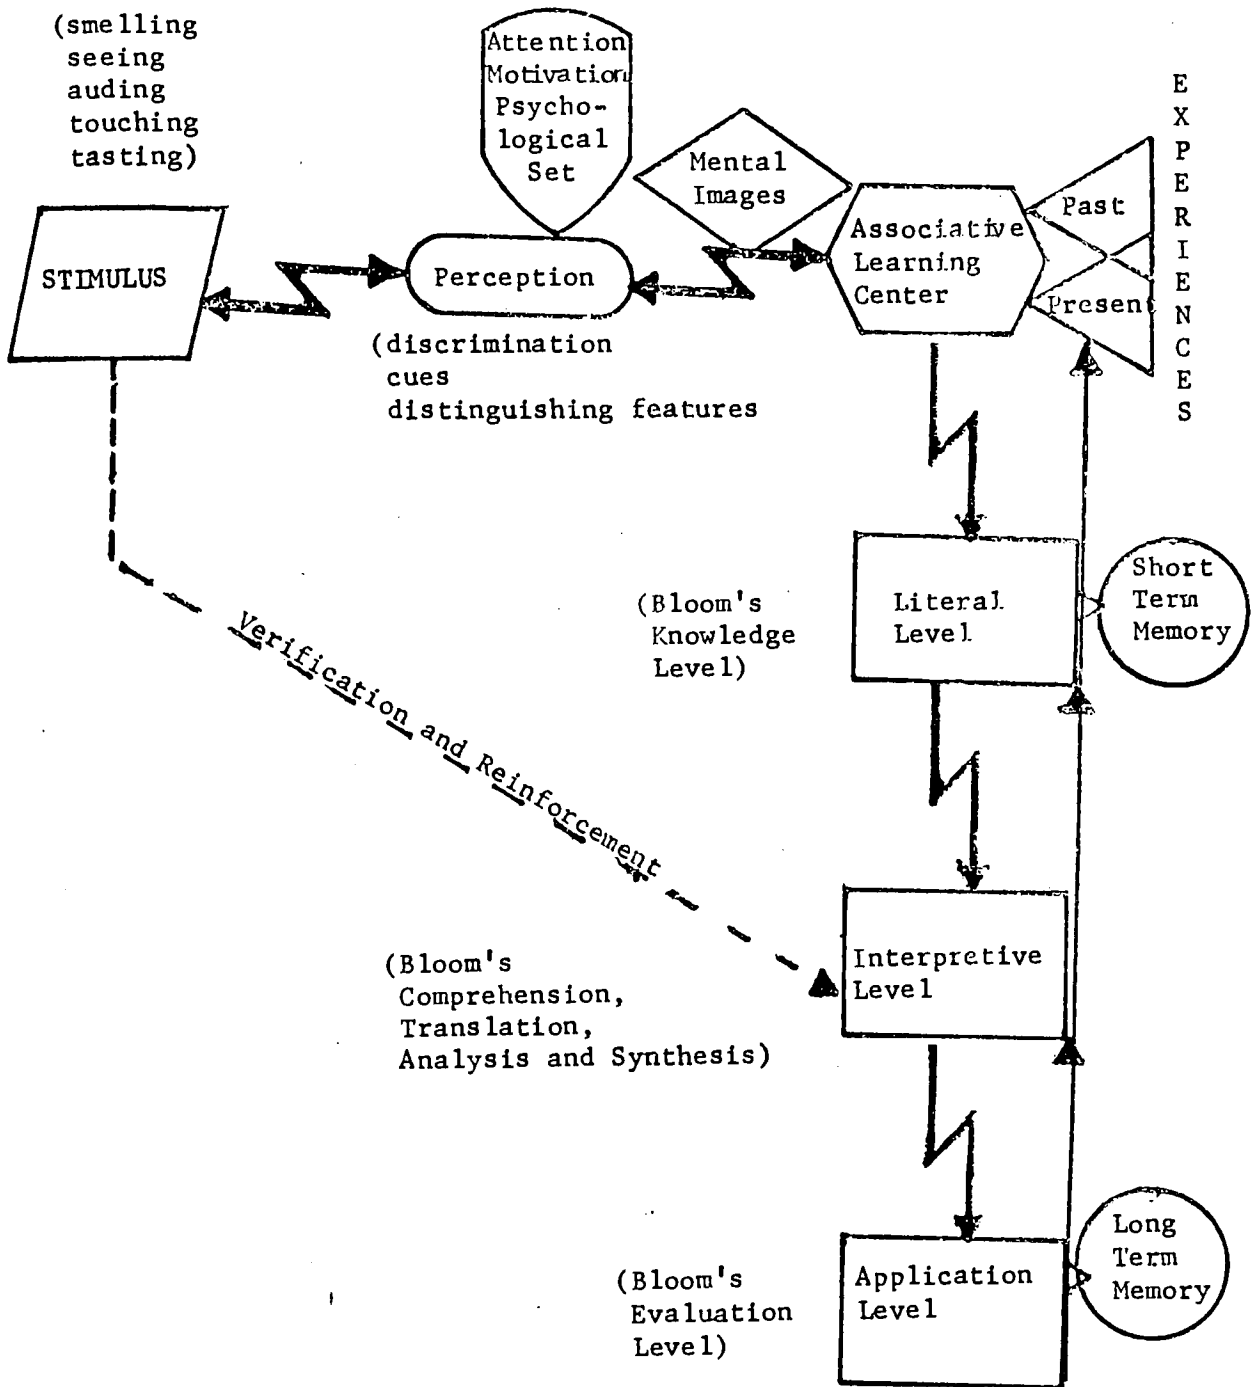 (smelling
seeing
auding
touching
tasting)
Attention
Motivation
Psycho-
logical
Set
Mental
Images
EXPERIENCES
Past
Present
STIMULUS
Perception
Associative
Learning
Center
(discrimination
cues
distinguishing features
Literal
Level
(Bloom's
Knowledge
Level)
Short
Term
Memory
Verification and Reinforcement
Interpretive
Level
(Bloom's
Comprehension,
Translation,
Analysis and Synthesis)
Application
Level
(Bloom's
Evaluation
Level)
Long
Term
Memory